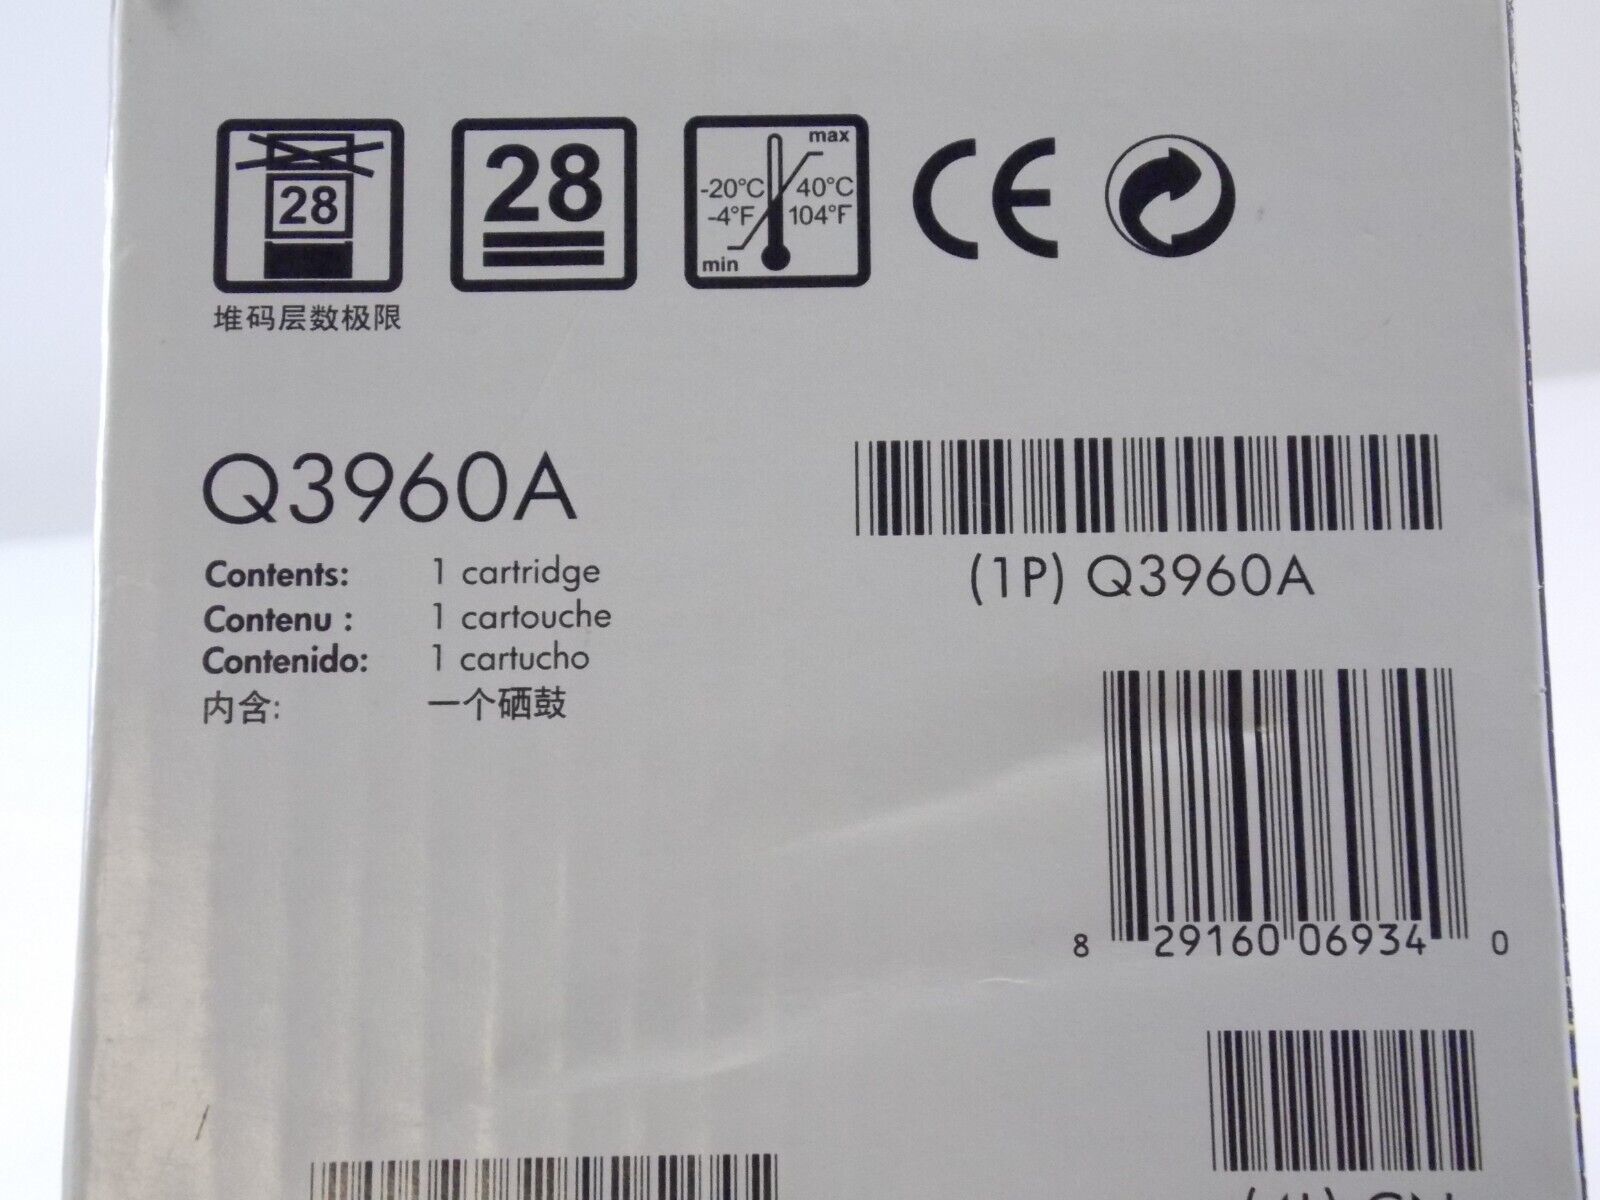 28
28
max
-20°C 40°C
-4°F 104°F
min
CE
堆码层数极限
Q3960A
(1P) Q3960A
Contents: 1 cartridge
Contenu : 1 cartouche
Contenido: 1 cartucho
内含: 一个硒鼓
8 29160 06934 0